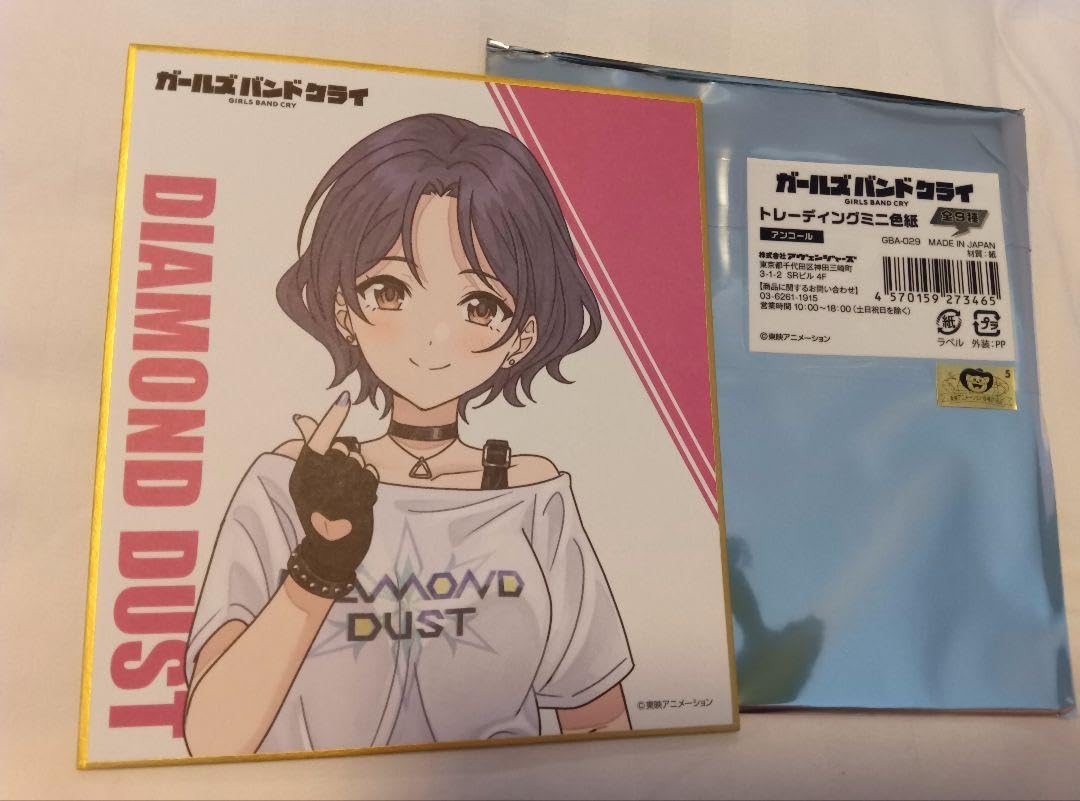 ガールズバンドクライ
GIRLS BAND CRY
DIAMOND DUST
DUST
©東映アニメーション
ガールズバンドクライ
GIRLS BAND CRY
トレーディングミニ色紙
全9種
アンコール
GBA-029 MADE IN JAPAN
材質:紙
株式会社アヴェンジャーズ
東京都千代田区神田三崎町
3-1-2 SRビル 4F
【商品に関するお問い合わせ】
03-6261-1915
営業時間 10:00~18:00(土日祝日を除く)
4 570159 273465
紙
ラベル
プラ
外装:PP
©東映アニメーション
5